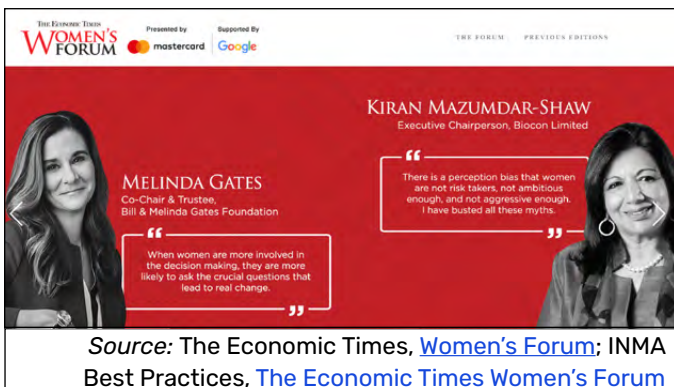 THE ECONOMIC TIMES
WOMEN'S
FORUM
Presented by
mastercard
Supported By
Google
THE FORUM PREVIOUS EDITIONS
KIRAN MAZUMDAR-SHAW
Executive Chairperson, Biocon Limited
“
There is a perception bias that women
are not risk takers, not ambitious
enough, and not aggressive enough.
I have busted all these myths.
”
MELINDA GATES
Co-Chair & Trustee,
Bill & Melinda Gates Foundation
“
When women are more involved in
the decision making, they are more
likely to ask the crucial questions that
lead to real change.
”
Source: The Economic Times, Women's Forum; INMA
Best Practices, The Economic Times Women's Forum